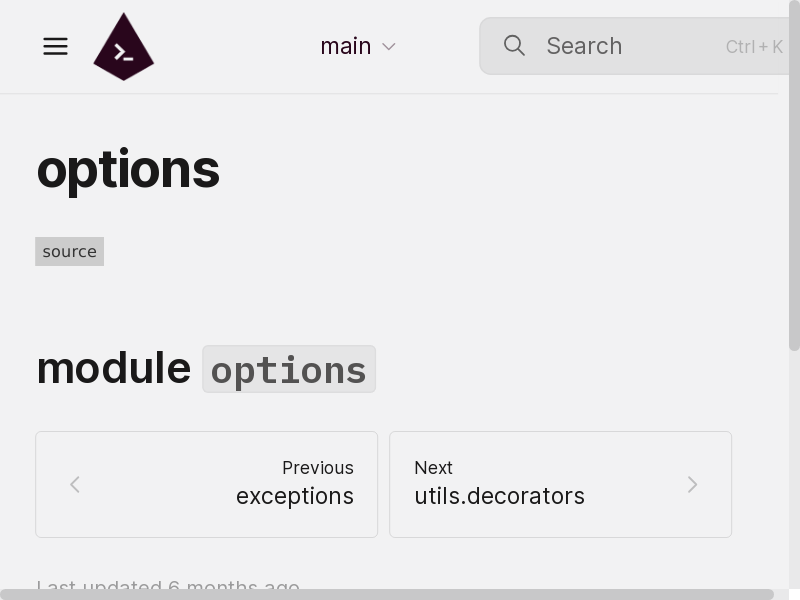 main
Search
Ctrl + K
options
source
module options
Previous
exceptions
Next
utils.decorators
Last updated 6 months ago